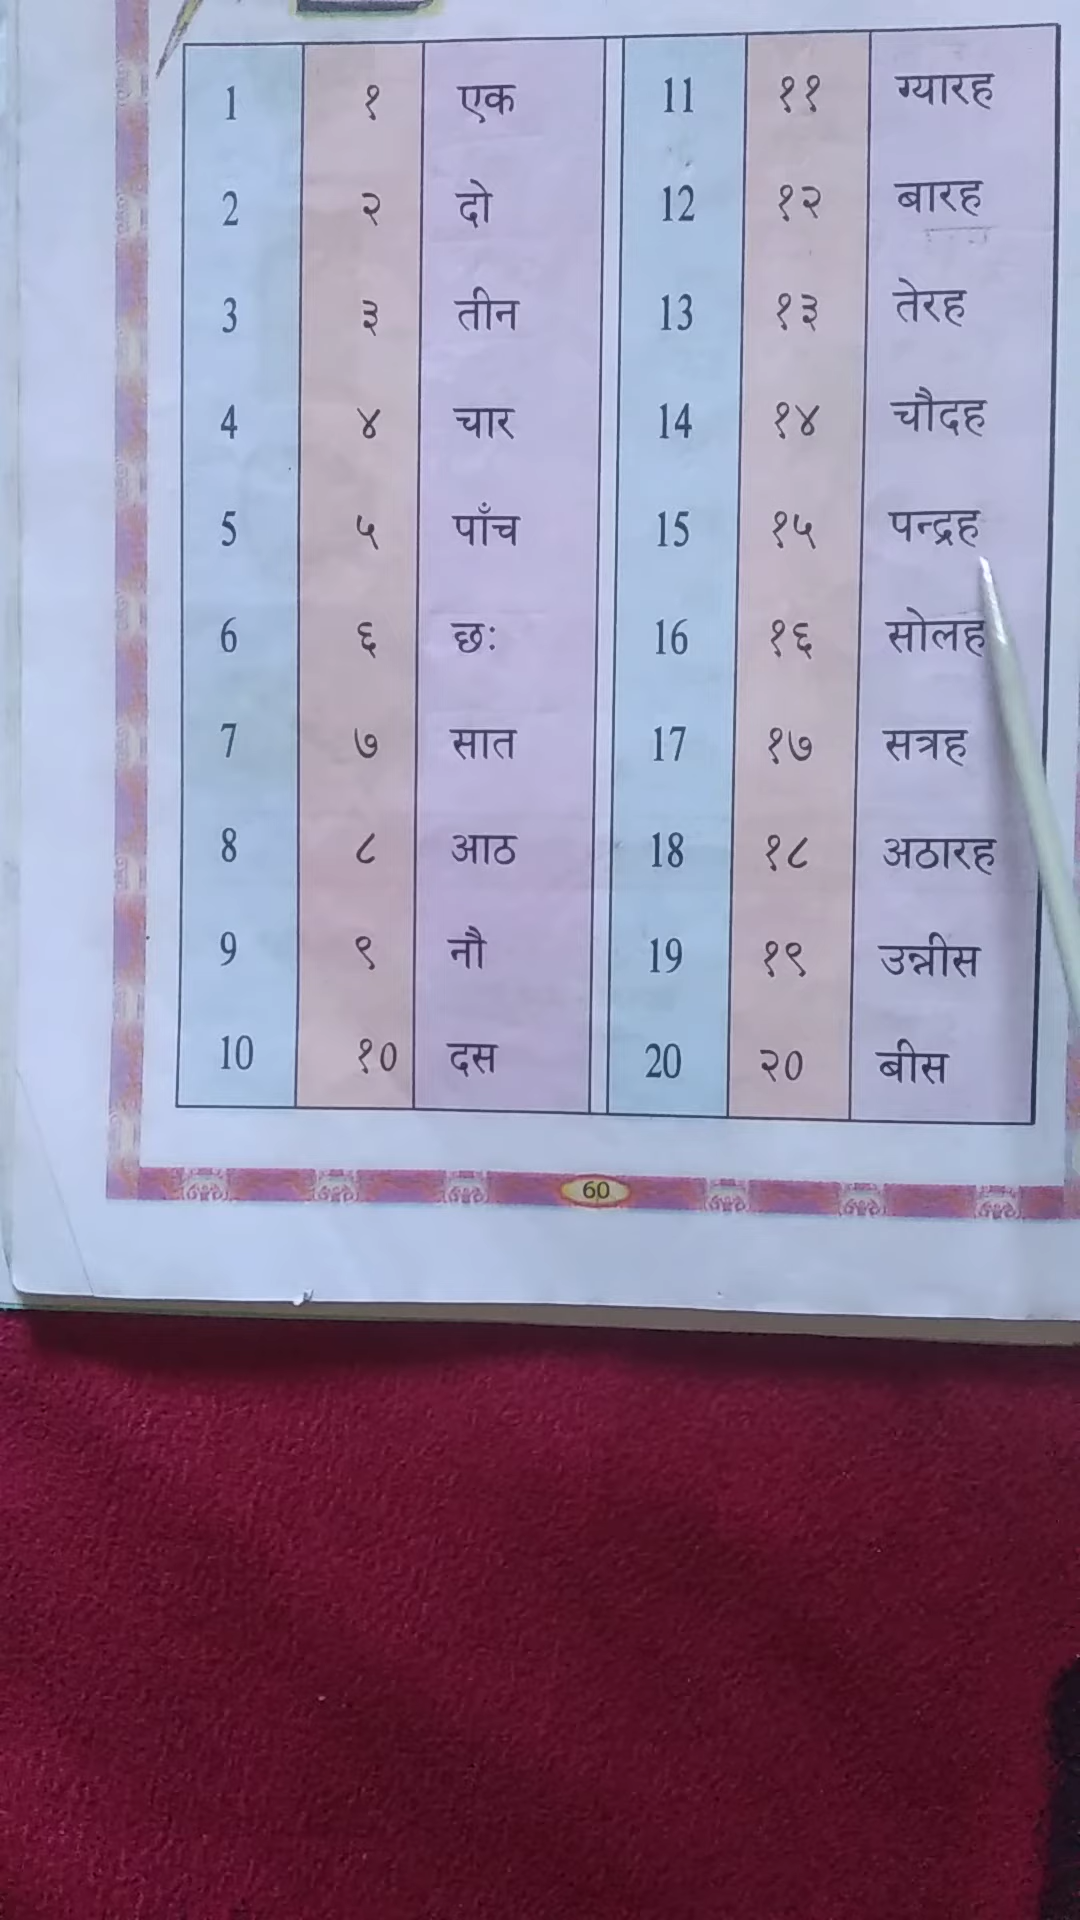 1 १ एक 11 ११ ग्यारह
2 २ दो 12 १२ बारह
3 ३ तीन 13 १३ तेरह
4 ४ चार 14 १४ चौदह
5 ५ पाँच 15 १५ पन्द्रह
6 ६ छः 16 १६ सोलह
7 ७ सात 17 १७ सत्रह
8 ८ आठ 18 १८ अठारह
9 ९ नौ 19 १९ उन्नीस
10 १० दस 20 २० बीस
60